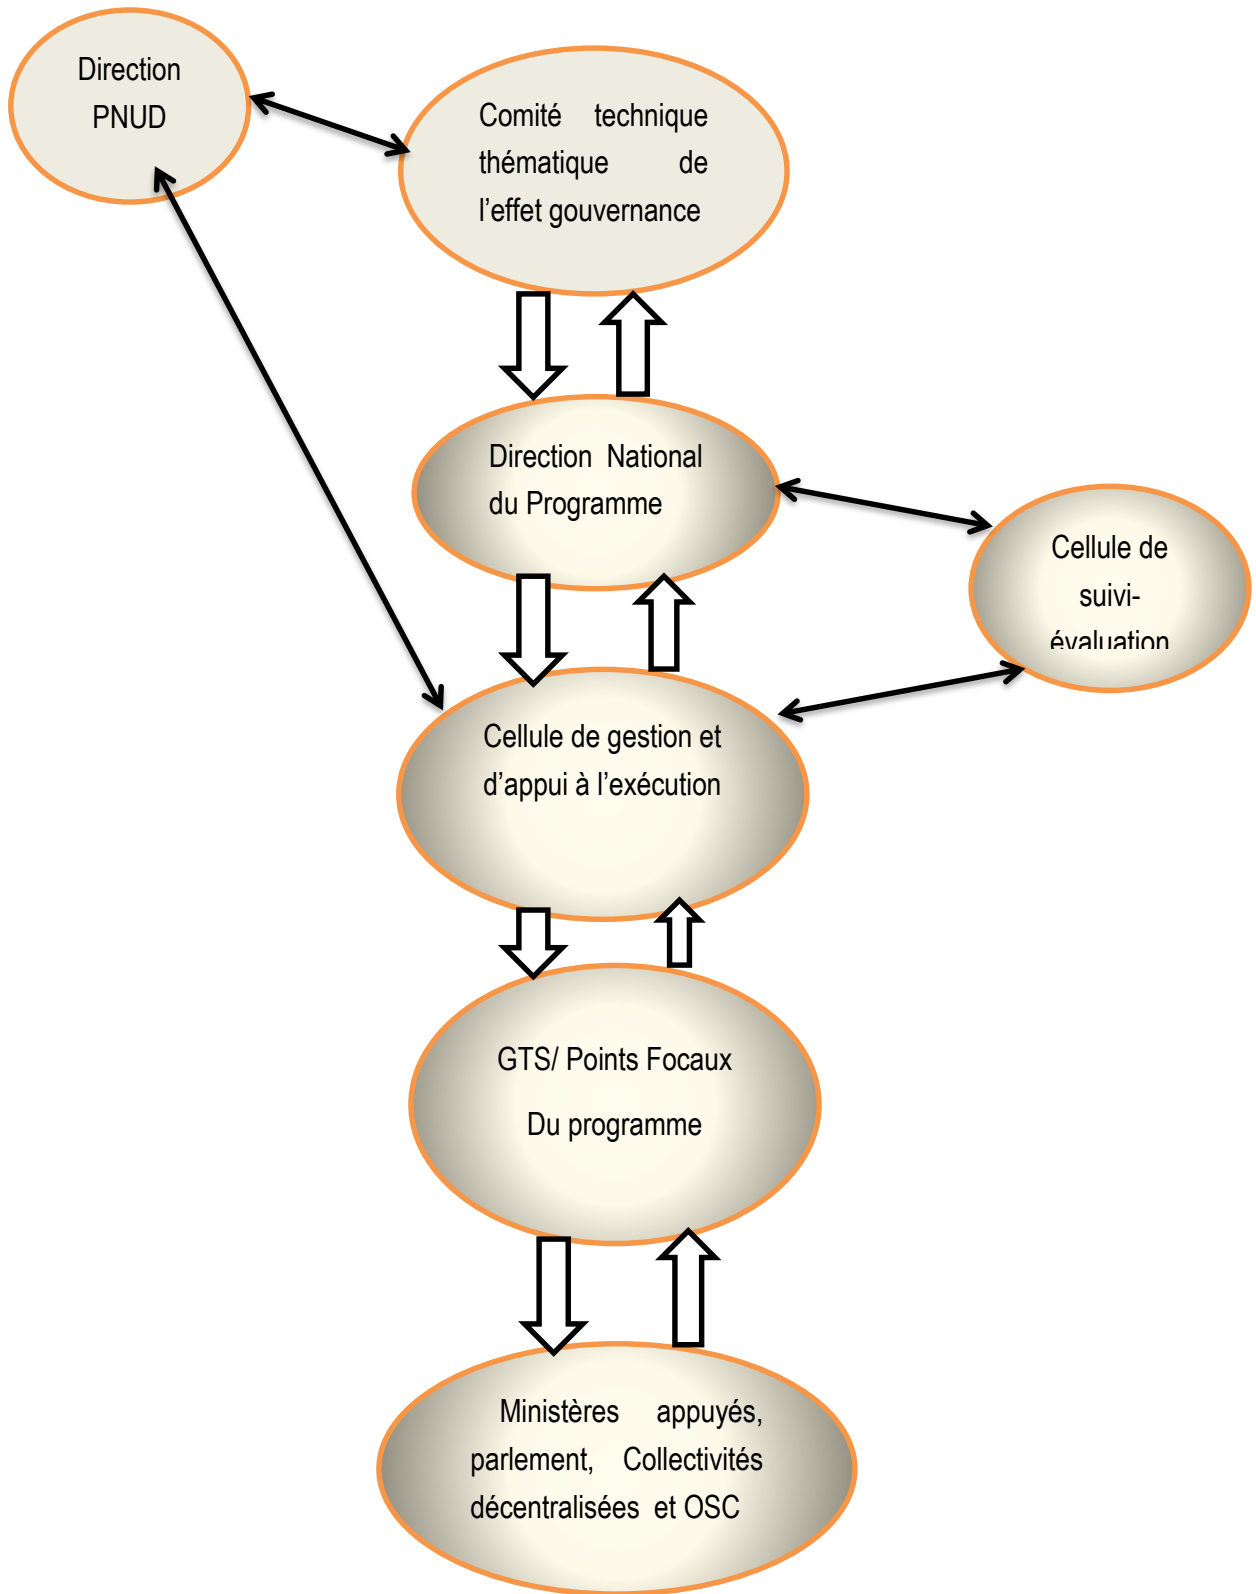 Direction
PNUD
Comité technique
thématique de
l’effet gouvernance
Direction National
du Programme
Cellule de
suivi-
évaluation
Cellule de gestion et
d’appui à l’exécution
GTS/ Points Focaux
Du programme
Ministères appuyés,
parlement, Collectivités
décentralisées et OSC